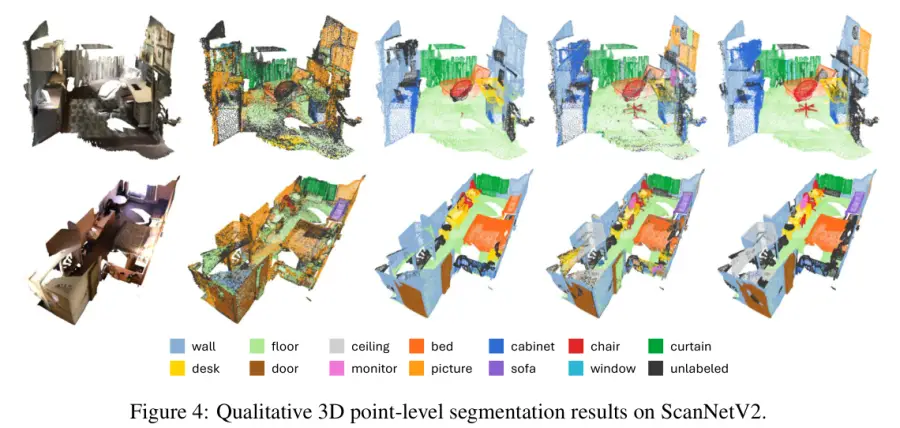 wall floor ceiling bed cabinet chair curtain
desk door monitor picture sofa window unlabeled
Figure 4: Qualitative 3D point-level segmentation results on ScanNetV2.